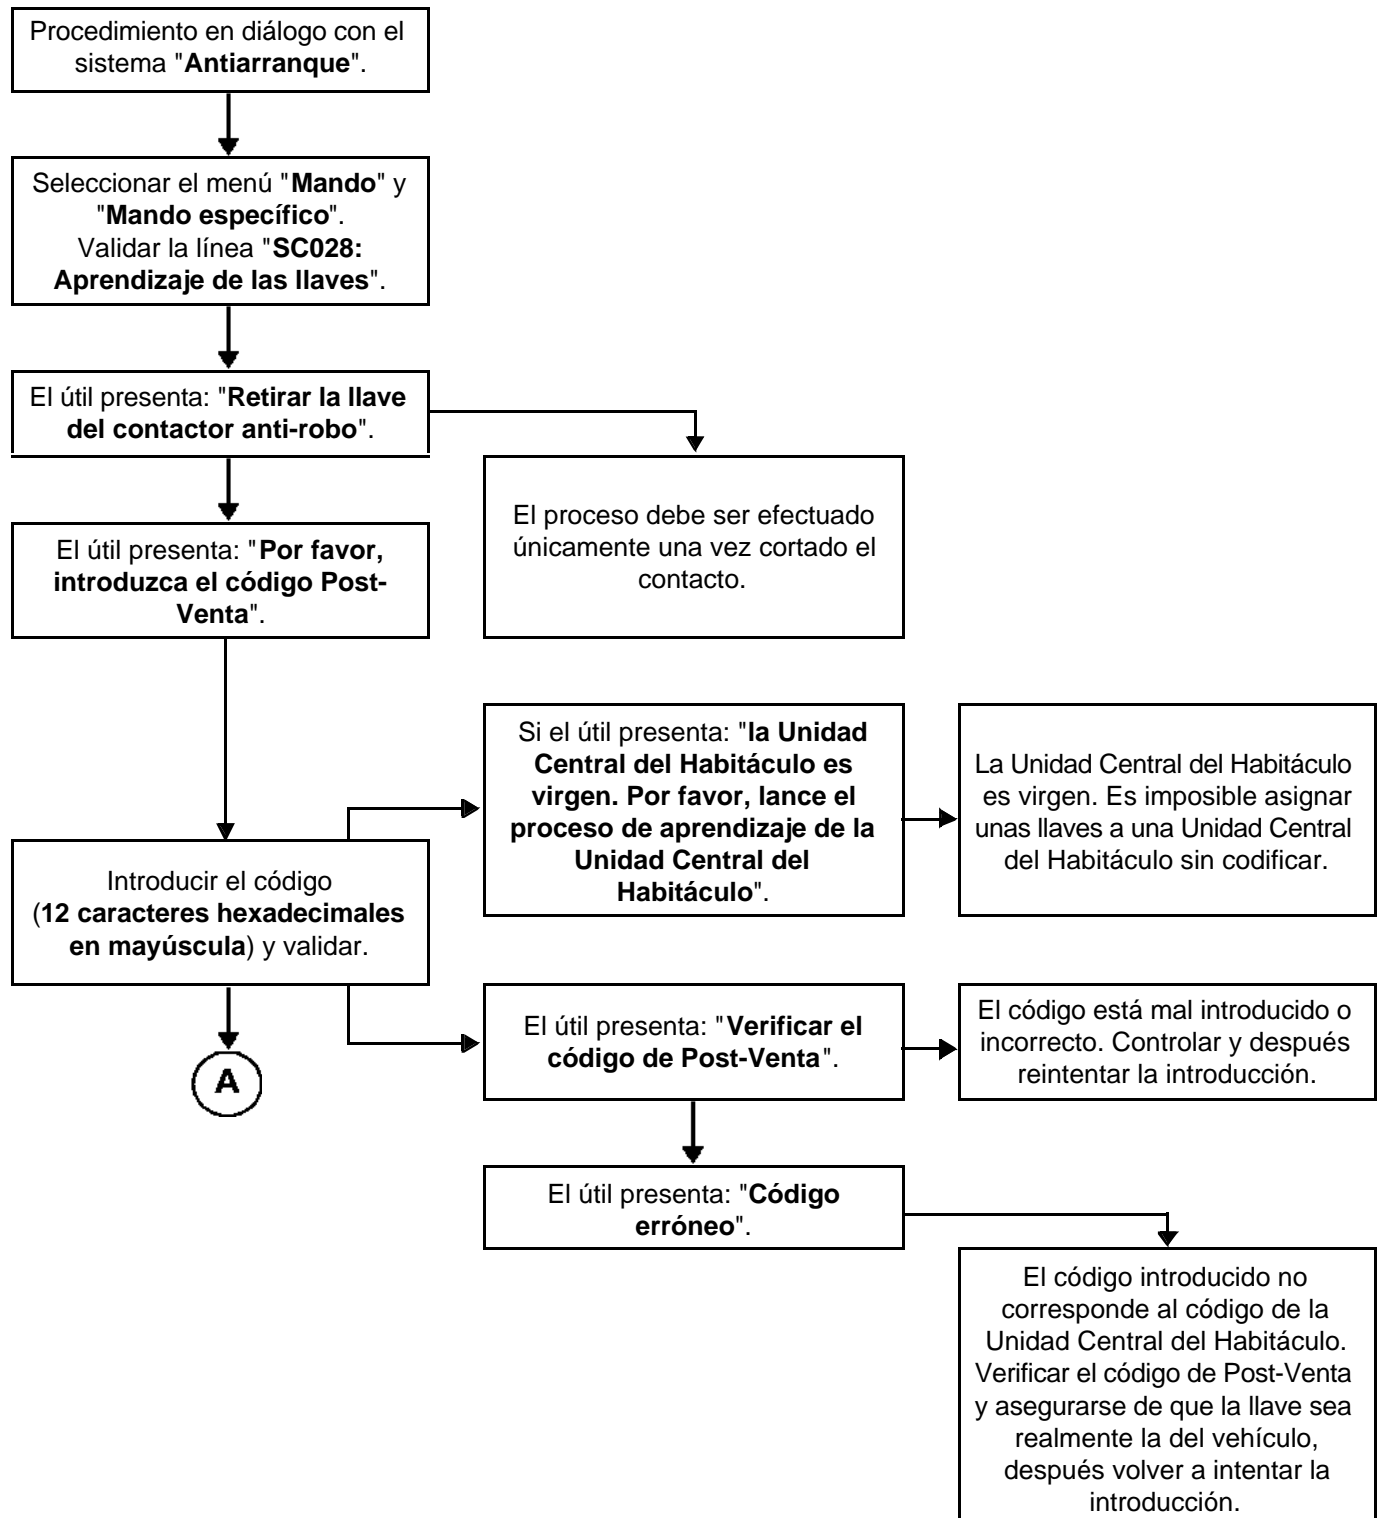 Procedimiento en diálogo con el
sistema "Antiarranque".
Seleccionar el menú "Mando" y
"Mando específico".
Validar la línea "SC028:
Aprendizaje de las llaves".
El útil presenta: "Retirar la llave
del contactor anti-robo".
El proceso debe ser efectuado
únicamente una vez cortado el
contacto.
El útil presenta: "Por favor,
introduzca el código Post-
Venta".
Si el útil presenta: "la Unidad
Central del Habitáculo es
virgen. Por favor, lance el
proceso de aprendizaje de la
Unidad Central del
Habitáculo".
La Unidad Central del Habitáculo
es virgen. Es imposible asignar
unas llaves a una Unidad Central
del Habitáculo sin codificar.
Introducir el código
(12 caracteres hexadecimales
en mayúscula) y validar.
A
El útil presenta: "Verificar el
código de Post-Venta".
El código está mal introducido o
incorrecto. Controlar y después
reintentar la introducción.
El útil presenta: "Código
erróneo".
El código introducido no
corresponde al código de la
Unidad Central del Habitáculo.
Verificar el código de Post-Venta
y asegurarse de que la llave sea
realmente la del vehículo,
después volver a intentar la
introducción.